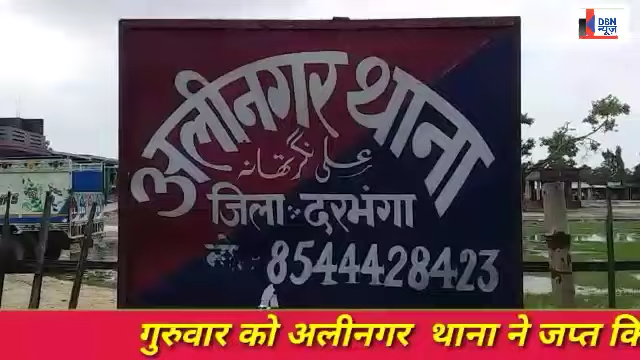 DBN
न्यूज़
अलीनगर थाना
علی نگر تھانہ
जिला :- दरभंगा
मो॰- 8544428423
गुरुवार को अलीनगर थाना ने जप्त कि